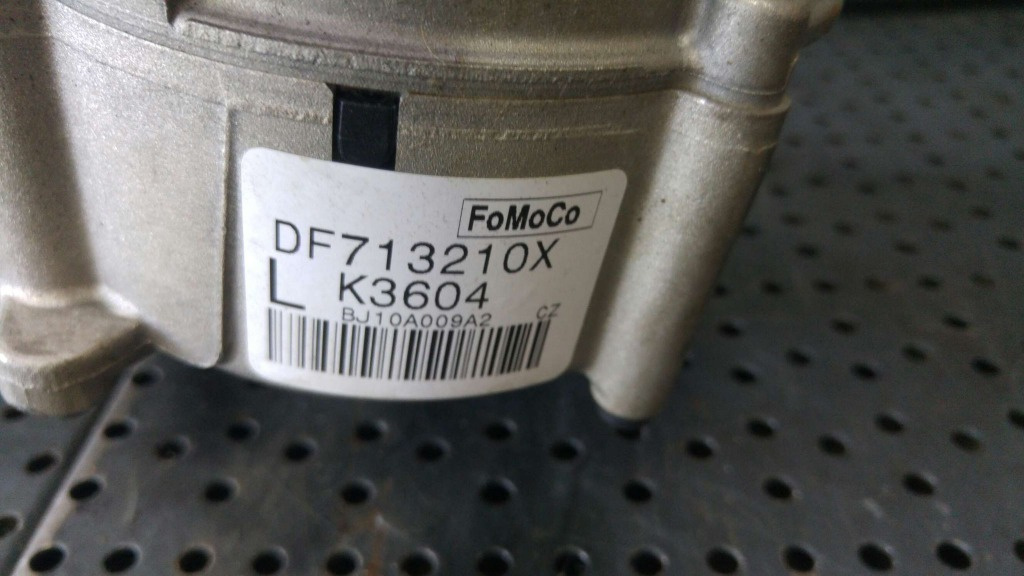 FoMoCo
DF713210X
L K3604
BJ10A009A2 CZ